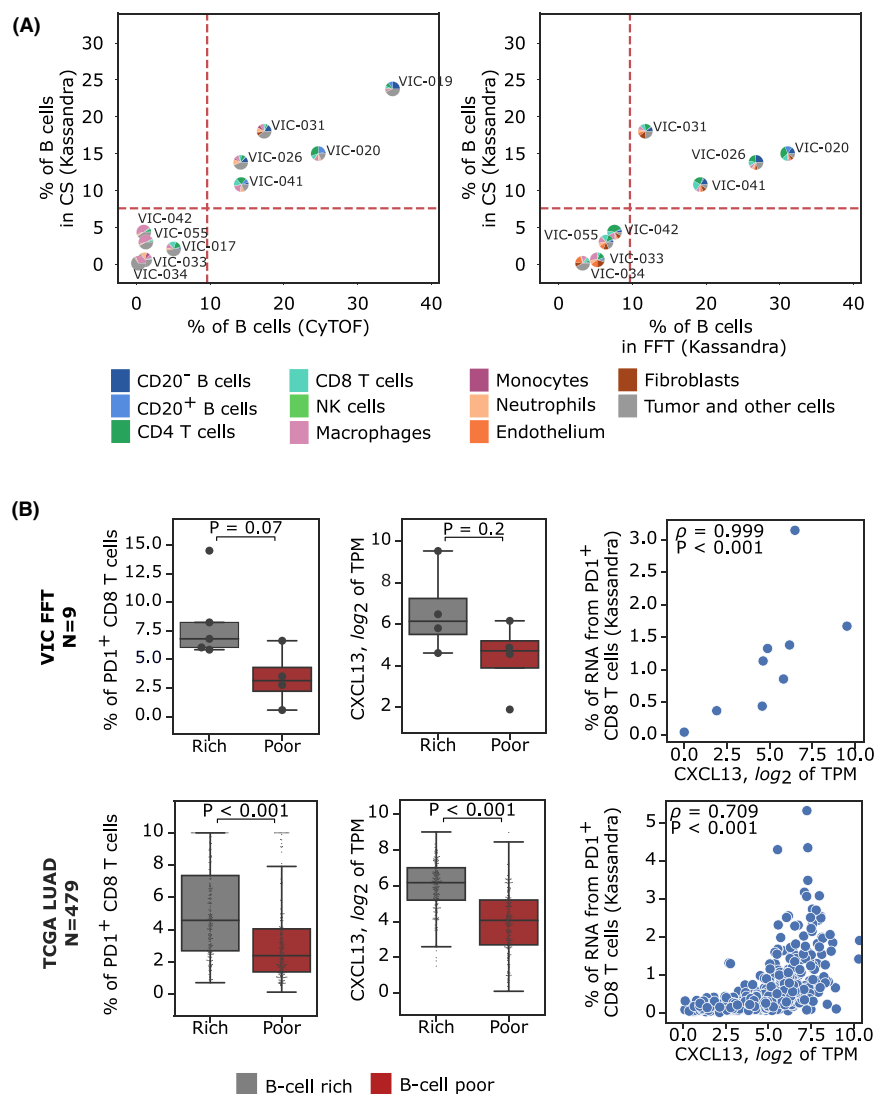 (A)
% of B cells
in CS (Kassandra)
30
25
20
15
10
5
0
VIC-019
VIC-031
VIC-020
VIC-026
VIC-041
VIC-042
VIC-055
VIC-017
VIC-033
VIC-034
0
10
20
30
40
% of B cells (CyTOF)
% of B cells
in CS (Kassandra)
30
25
20
15
10
5
0
VIC-031
VIC-026
VIC-020
VIC-041
VIC-055
VIC-042
VIC-033
VIC-034
0
10
20
30
40
% of B cells
in FFT (Kassandra)
CD20⁻ B cells
CD20⁺ B cells
CD4 T cells
CD8 T cells
NK cells
Macrophages
Monocytes
Neutrophils
Endothelium
Fibroblasts
Tumor and other cells
(B)
VIC FFT
N=9
% of PD1⁺ CD8 T cells
15.0
12.5
10.0
7.5
5.0
2.5
0.0
P = 0.07
Rich
Poor
CXCL13, log₂ of TPM
10
8
6
4
2
P = 0.2
Rich
Poor
% of RNA from PD1⁺
CD8 T cells (Kassandra)
3.0
2.5
2.0
1.5
1.0
0.5
0.0
ρ = 0.999
P < 0.001
0.0
2.5
5.0
7.5
10.0
CXCL13, log2 of TPM
TCGA LUAD
N=479
% of PD1⁺ CD8 T cells
10
8
6
4
2
0
P < 0.001
Rich
Poor
CXCL13, log₂ of TPM
10
8
6
4
2
0
P < 0.001
Rich
Poor
% of RNA from PD1⁺
CD8 T cells (Kassandra)
5
4
3
2
1
0
ρ = 0.709
P < 0.001
0.0
2.5
5.0
7.5
10.0
CXCL13, log2 of TPM
B-cell rich
B-cell poor